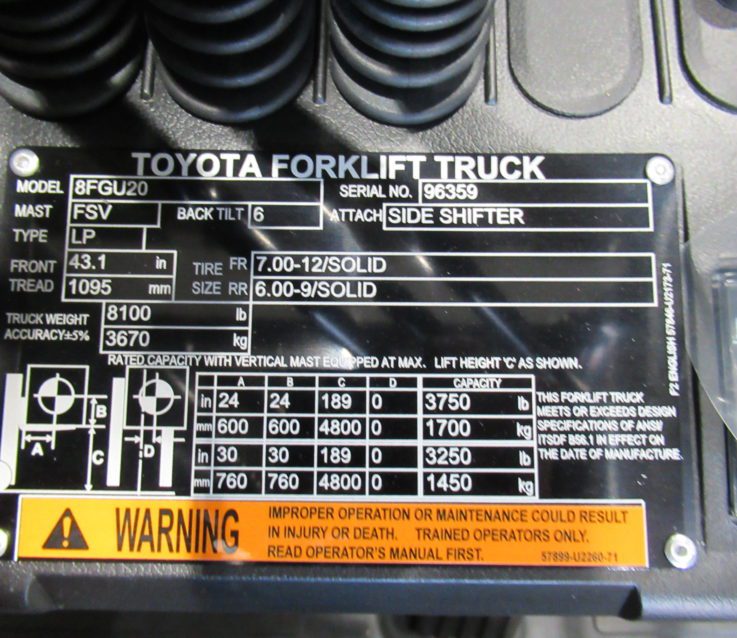 TOYOTA FORKLIFT TRUCK
MODEL 8FGU20 SERIAL NO. 96359
MAST FSV BACK TILT 6 ATTACH SIDE SHIFTER
TYPE LP
FRONT TREAD 43.1 in TIRE SIZE FR 7.00-12/SOLID
1095 mm RR 6.00-9/SOLID
TRUCK WEIGHT 8100 lb
ACCURACY±5% 3670 kg
RATED CAPACITY WITH VERTICAL MAST EQUIPPED AT MAX. LIFT HEIGHT "C" AS SHOWN.
A B C D CAPACITY
in 24 24 189 0 3750 lb
mm 600 600 4800 0 1700 kg
in 30 30 189 0 3250 lb
mm 760 760 4800 0 1450 kg
A B C D
THIS FORKLIFT TRUCK
MEETS OR EXCEEDS DESIGN
SPECIFICATIONS OF ANSI/
ITSDF B56.1 IN EFFECT ON
THE DATE OF MANUFACTURE.
P2 ENGLISH 57846-U2173-71
WARNING
IMPROPER OPERATION OR MAINTENANCE COULD RESULT
IN INJURY OR DEATH. TRAINED OPERATORS ONLY.
READ OPERATOR'S MANUAL FIRST. 57899-U2260-71